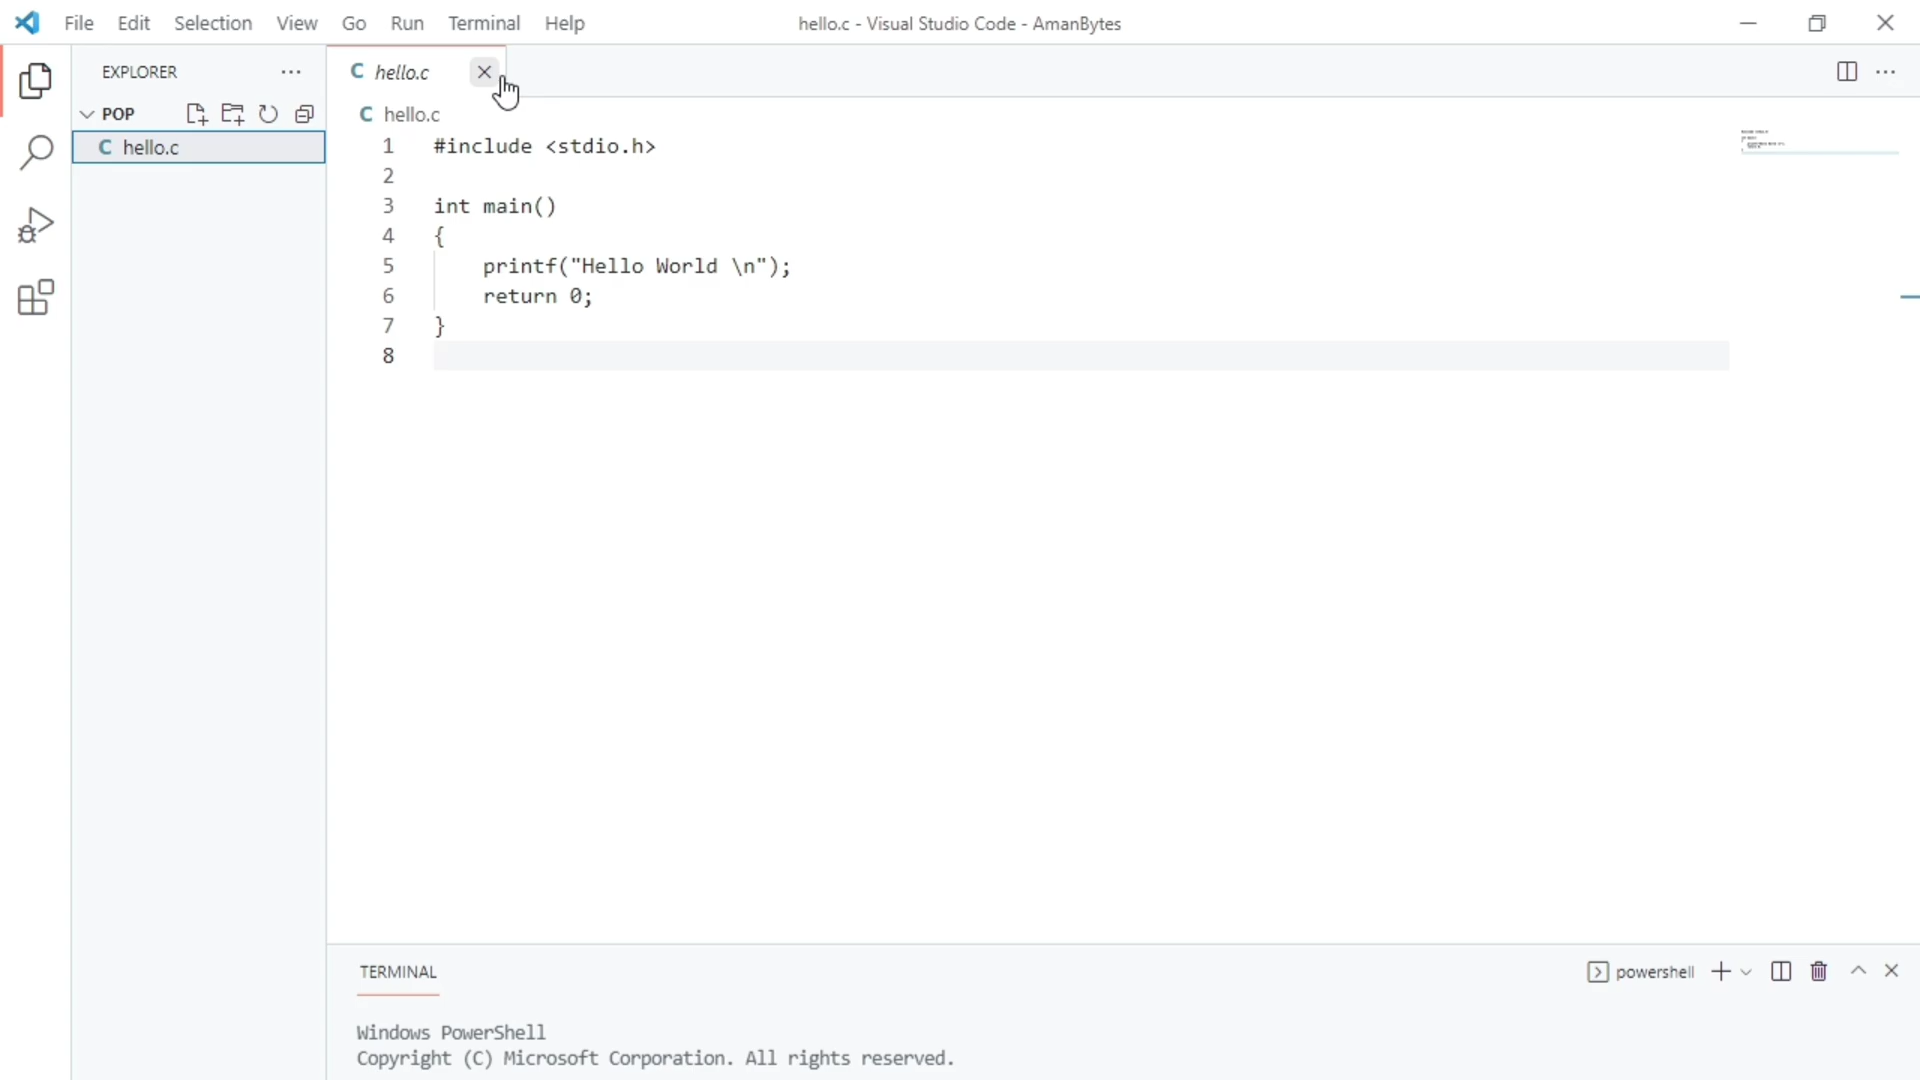 File Edit Selection View Go Run Terminal Help hello.c - Visual Studio Code - AmanBytes
EXPLORER
POP
C hello.c
C hello.c
C hello.c
1 #include <stdio.h>
2
3 int main()
4 {
5 printf("Hello World \n");
6 return 0;
7 }
8
TERMINAL
powershell
Windows PowerShell
Copyright (C) Microsoft Corporation. All rights reserved.